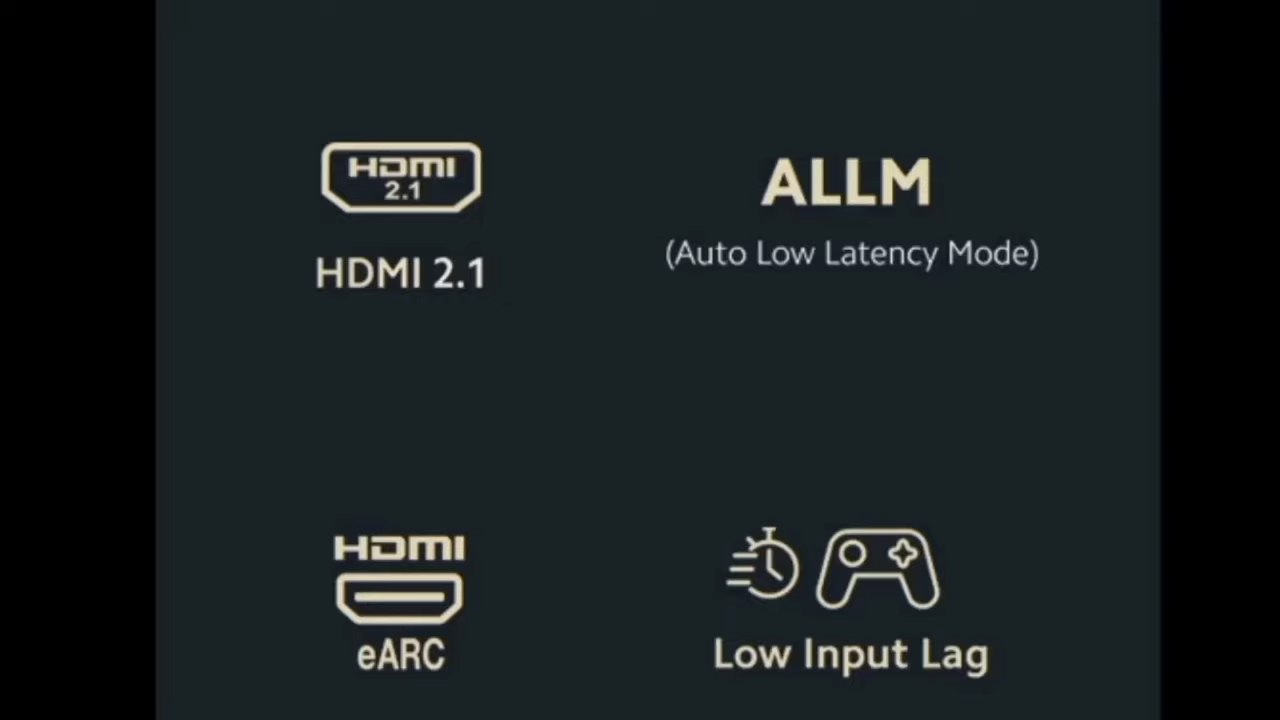 HDMI
2.1
HDMI 2.1
ALLM
(Auto Low Latency Mode)
HDMI
eARC
Low Input Lag